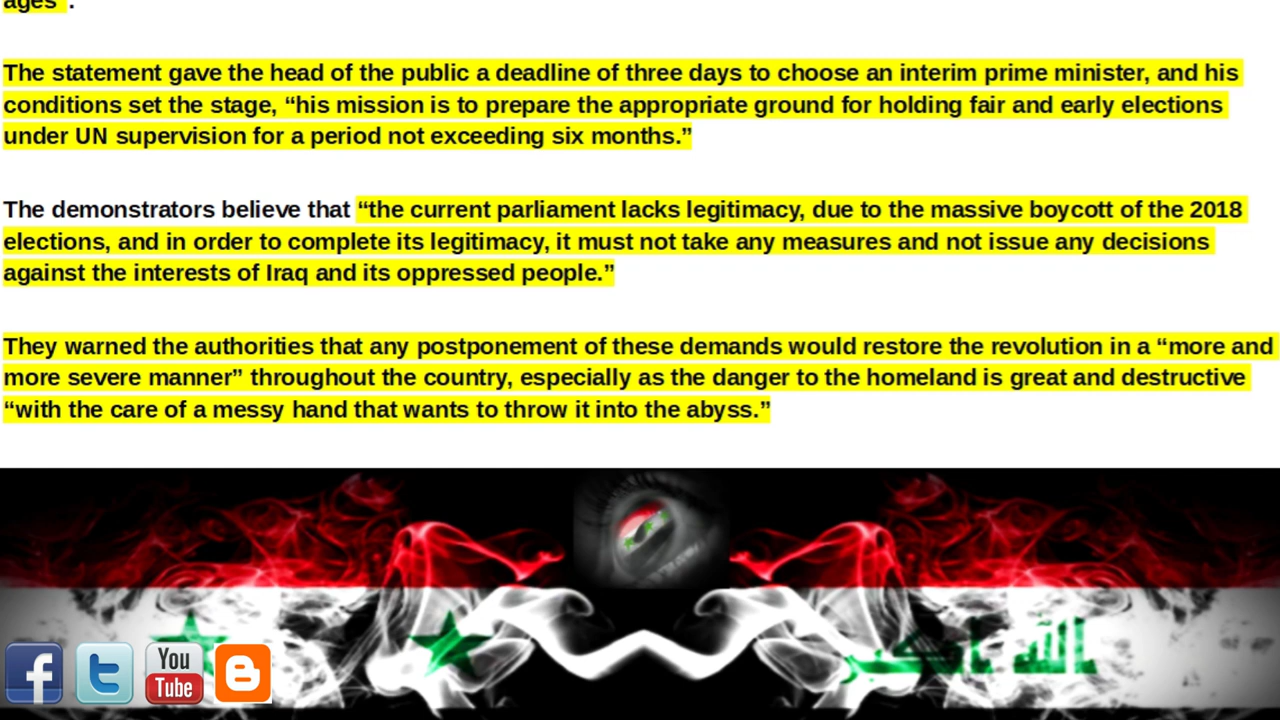 ages”.
The statement gave the head of the public a deadline of three days to choose an interim prime minister, and his
conditions set the stage, “his mission is to prepare the appropriate ground for holding fair and early elections
under UN supervision for a period not exceeding six months.”
The demonstrators believe that “the current parliament lacks legitimacy, due to the massive boycott of the 2018
elections, and in order to complete its legitimacy, it must not take any measures and not issue any decisions
against the interests of Iraq and its oppressed people.”
They warned the authorities that any postponement of these demands would restore the revolution in a “more and
more severe manner” throughout the country, especially as the danger to the homeland is great and destructive
“with the care of a messy hand that wants to throw it into the abyss.”
الله اكبر
You
Tube